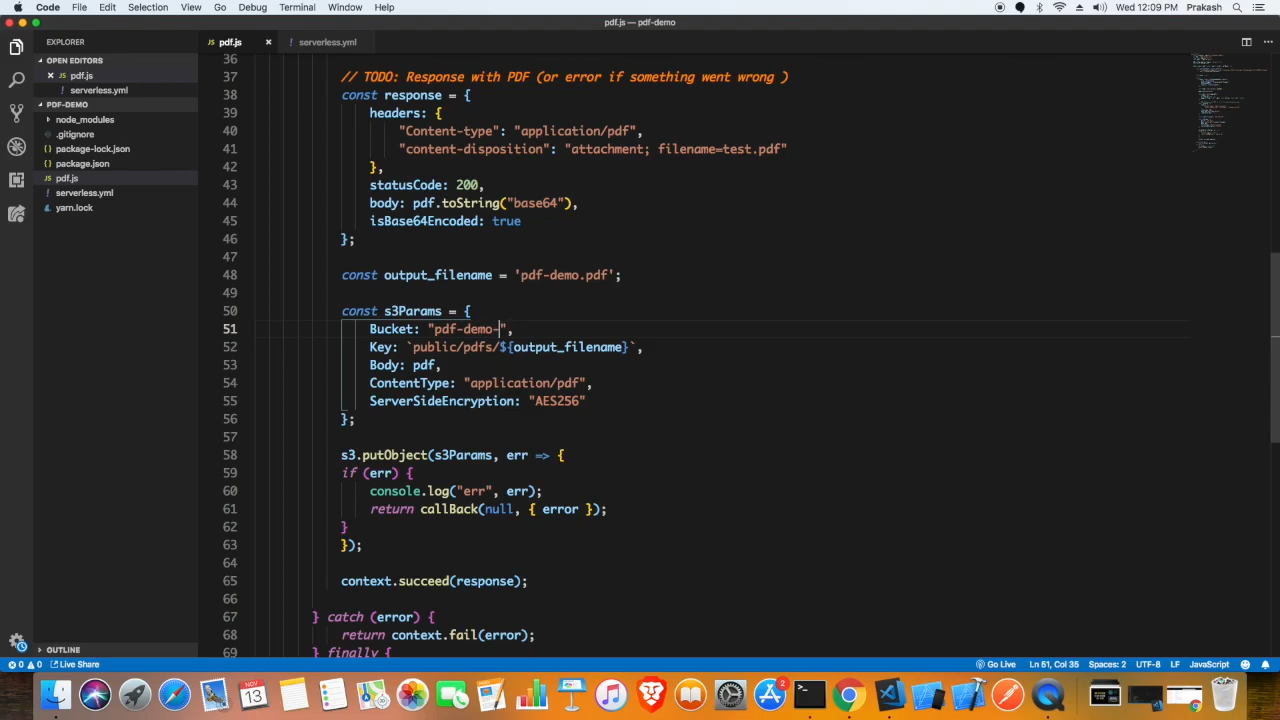 Code File Edit Selection View Go Debug Terminal Window Help Wed 12:09 PM Prakash
pdf.js — pdf-demo
EXPLORER
OPEN EDITORS
pdf.js
serverless.yml
PDF-DEMO
node_modules
.gitignore
package-lock.json
package.json
pdf.js
serverless.yml
yarn.lock
OUTLINE
pdf.js serverless.yml
36
37 // TODO: Response with PDF (or error if something went wrong )
38 const response = {
39 headers: {
40 "Content-type": "application/pdf",
41 "content-disposition": "attachment; filename=test.pdf"
42 },
43 statusCode: 200,
44 body: pdf.toString("base64"),
45 isBase64Encoded: true
46 };
47
48 const output_filename = 'pdf-demo.pdf';
49
50 const s3Params = {
51 Bucket: "pdf-demo-",
52 Key: `public/pdfs/${output_filename}`,
53 Body: pdf,
54 ContentType: "application/pdf",
55 ServerSideEncryption: "AES256"
56 };
57
58 s3.putObject(s3Params, err => {
59 if (err) {
60 console.log("err", err);
61 return callBack(null, { error });
62 }
63 });
64
65 context.succeed(response);
66
67 } catch (error) {
68 return context.fail(error);
69 } finally {
0 0 Live Share Go Live Ln 51, Col 35 Spaces: 2 UTF-8 LF JavaScript
NOV
13
2